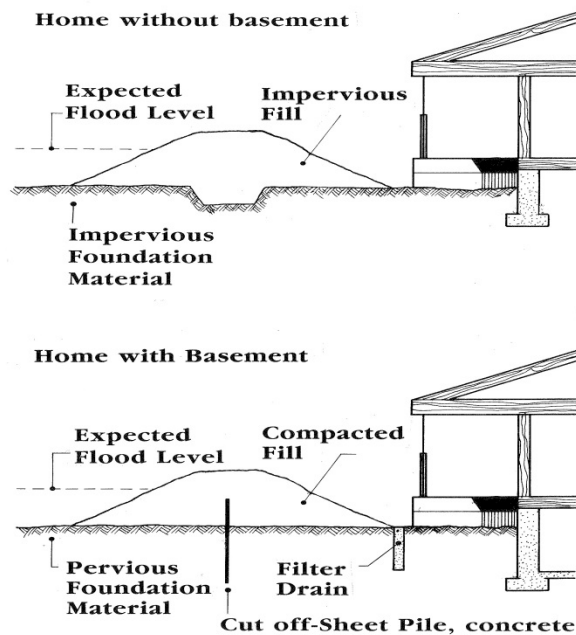 Home without basement
Expected
Flood Level
Impervious
Fill
Impervious
Foundation
Material
Home with Basement
Expected
Flood Level
Compacted
Fill
Pervious
Foundation
Material
Filter
Drain
Cut off-Sheet Pile, concrete